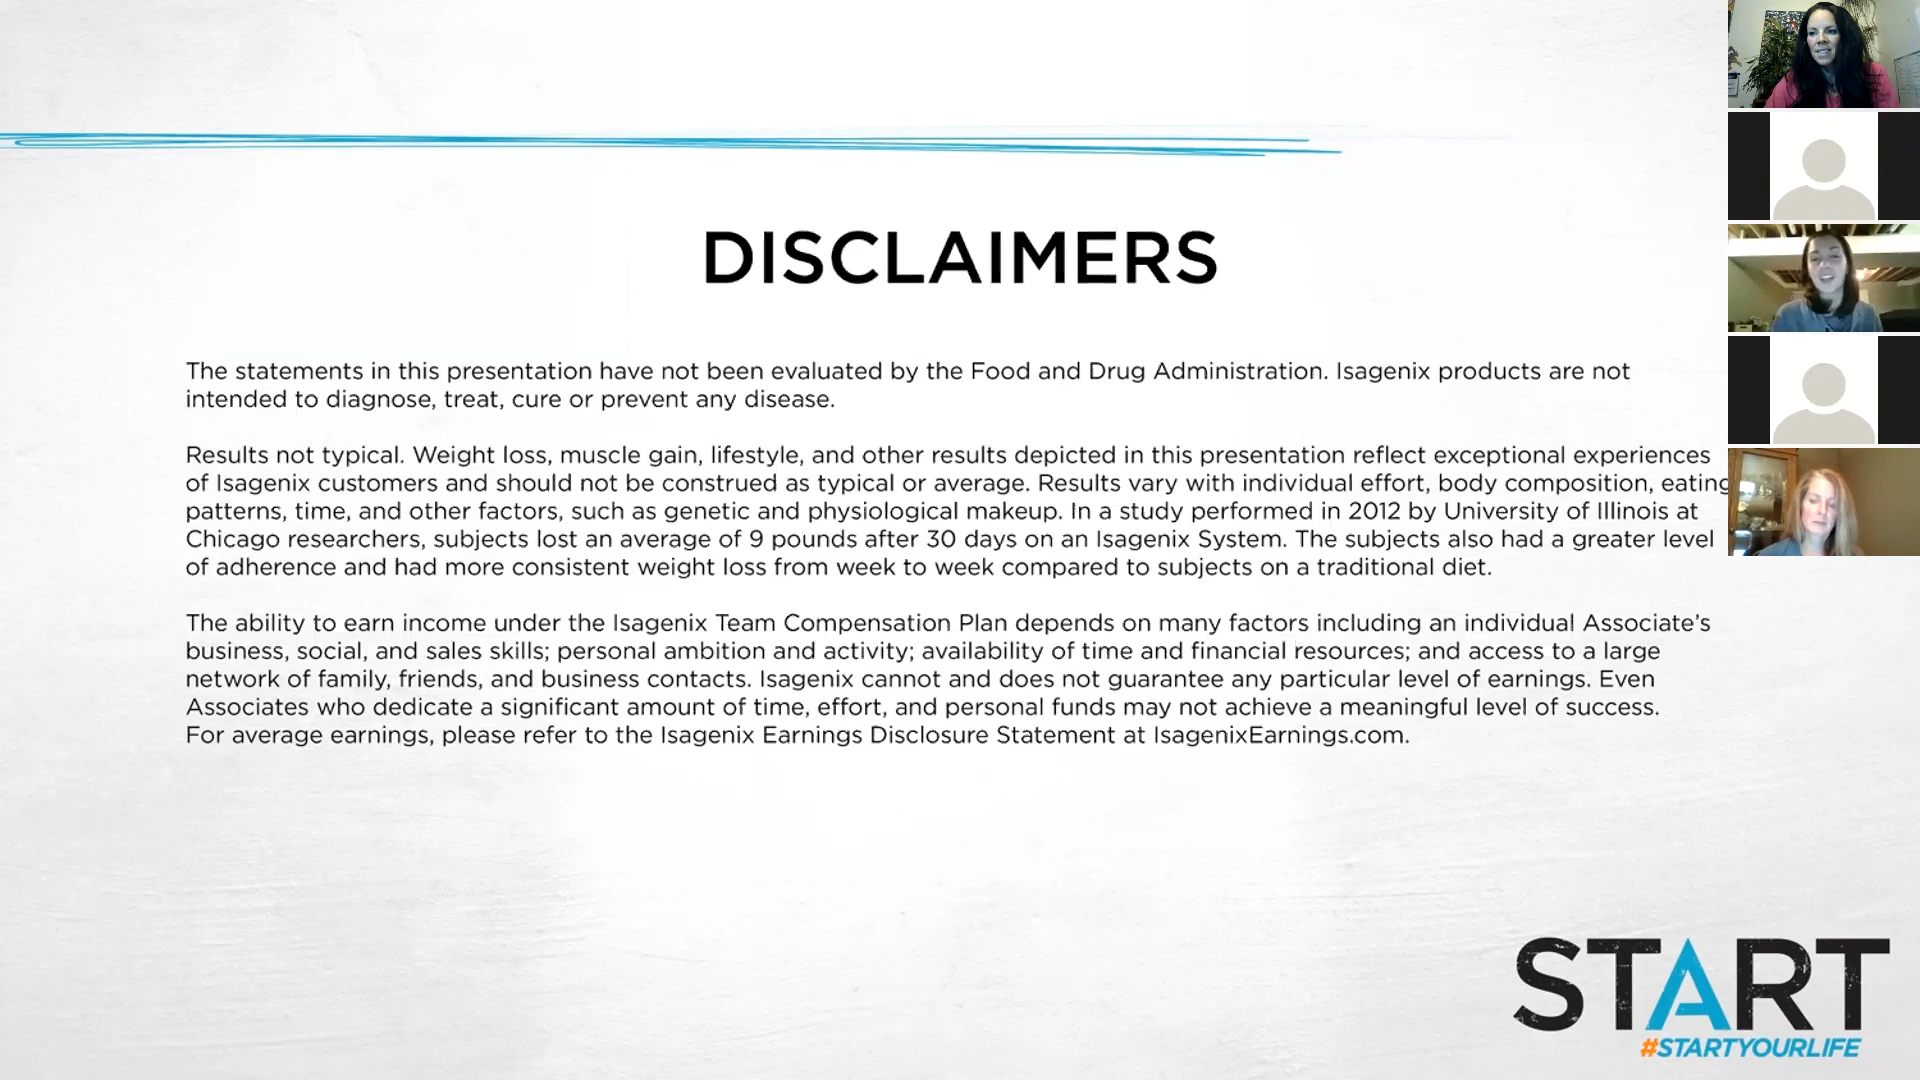 DISCLAIMERS
The statements in this presentation have not been evaluated by the Food and Drug Administration. Isagenix products are not
intended to diagnose, treat, cure or prevent any disease.
Results not typical. Weight loss, muscle gain, lifestyle, and other results depicted in this presentation reflect exceptional experiences
of Isagenix customers and should not be construed as typical or average. Results vary with individual effort, body composition, eating
patterns, time, and other factors, such as genetic and physiological makeup. In a study performed in 2012 by University of Illinois at
Chicago researchers, subjects lost an average of 9 pounds after 30 days on an Isagenix System. The subjects also had a greater level
of adherence and had more consistent weight loss from week to week compared to subjects on a traditional diet.
The ability to earn income under the Isagenix Team Compensation Plan depends on many factors including an individual Associate’s
business, social, and sales skills; personal ambition and activity; availability of time and financial resources; and access to a large
network of family, friends, and business contacts. Isagenix cannot and does not guarantee any particular level of earnings. Even
Associates who dedicate a significant amount of time, effort, and personal funds may not achieve a meaningful level of success.
For average earnings, please refer to the Isagenix Earnings Disclosure Statement at IsagenixEarnings.com.
START
#STARTYOURLIFE